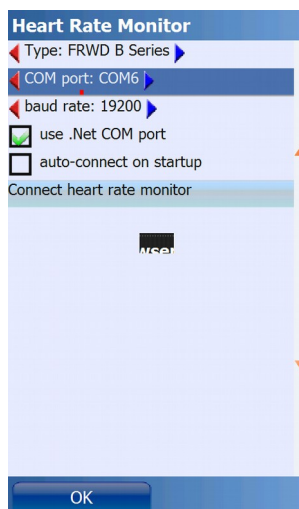 Heart Rate Monitor
Type: FRWD B Series
COM port: COM6
baud rate: 19200
use .Net COM port
auto-connect on startup
Connect heart rate monitor
OK